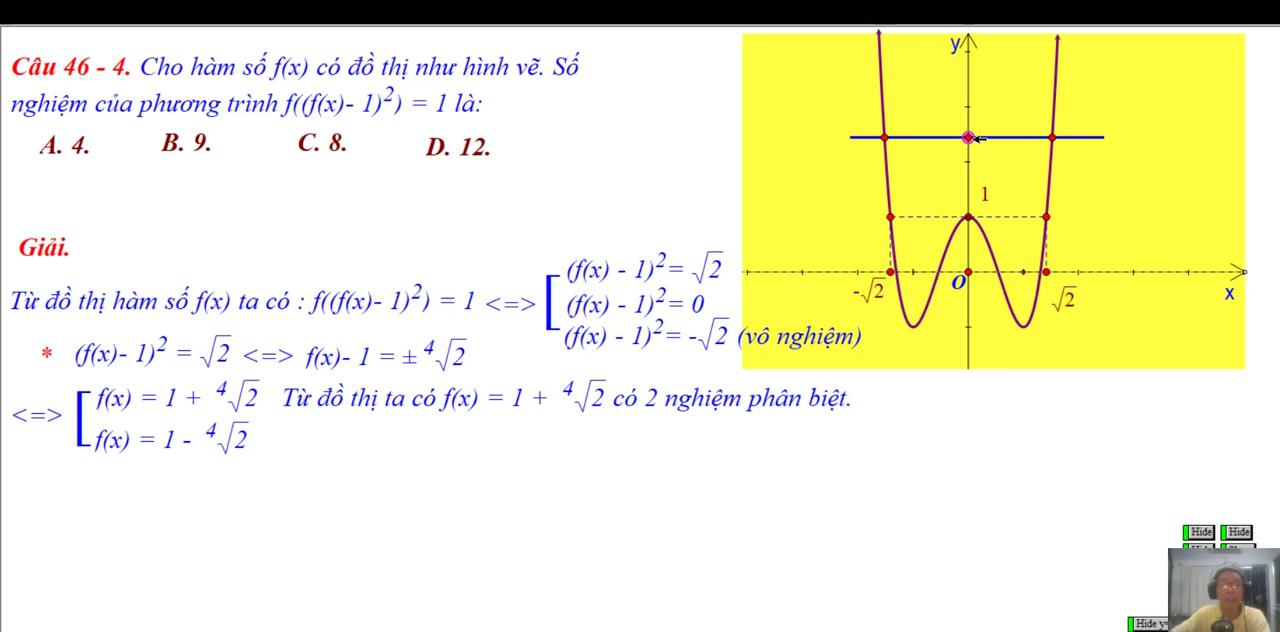 Câu 46 - 4. Cho hàm số f(x) có đồ thị như hình vẽ. Số
nghiệm của phương trình f((f(x)- 1)²) = 1 là:
A. 4. B. 9. C. 8. D. 12.
y
1
O
x
-√2
√2
Giải.
Từ đồ thị hàm số f(x) ta có : f((f(x)- 1)²) = 1 <=>
(f(x) - 1)² = √2
(f(x) - 1)² = 0
(f(x) - 1)² = -√2 (vô nghiệm)
* (f(x)- 1)² = √2 <=> f(x)- 1 = ± ⁴√2
<=> f(x) = 1 + ⁴√2 Từ đồ thị ta có f(x) = 1 + ⁴√2 có 2 nghiệm phân biệt.
f(x) = 1 - ⁴√2
Hide Hide
Hide y